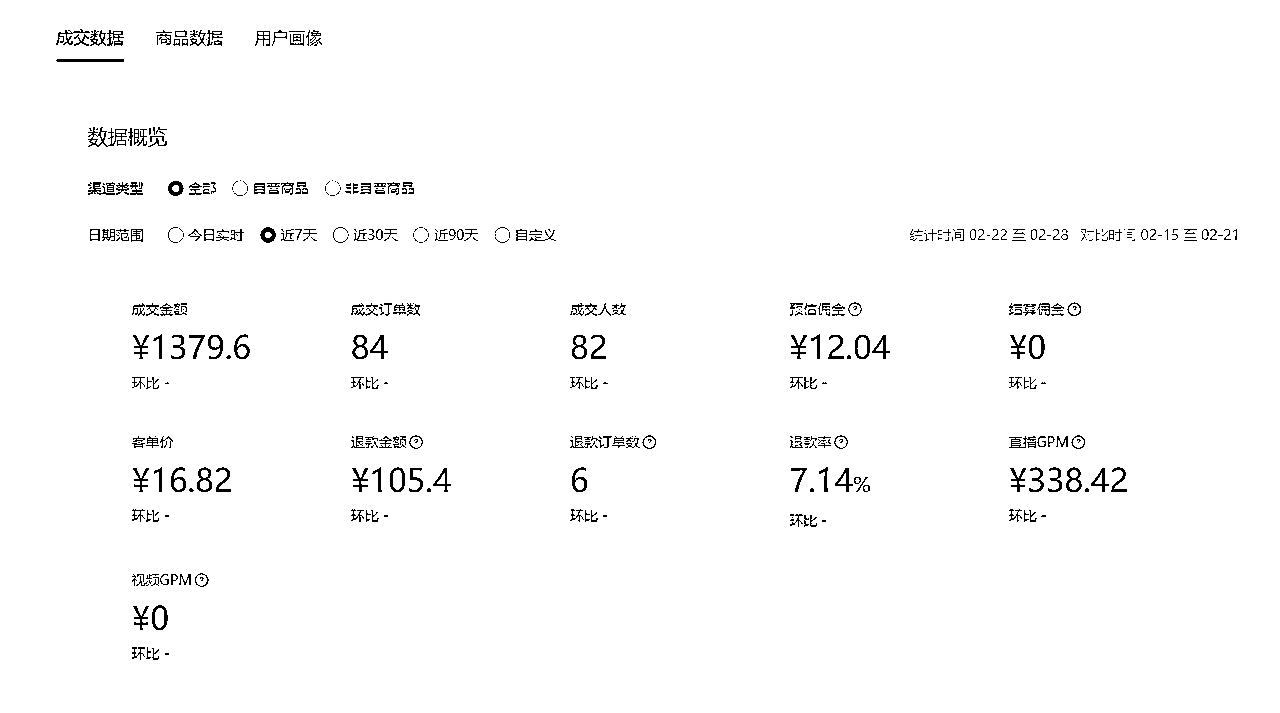 成交数据 商品数据 用户画像
数据概览
渠道类型 全部 自营商品 非自营商品
日期范围 今日实时 近7天 近30天 近90天 自定义 统计时间 02-22 至 02-28 对比时间 02-15 至 02-21
成交金额 成交订单数 成交人数 预估佣金 结算佣金
¥1379.6 84 82 ¥12.04 ¥0
环比 - 环比 - 环比 - 环比 - 环比 -
客单价 退款金额 退款订单数 退款率 直播GPM
¥16.82 ¥105.4 6 7.14% ¥338.42
环比 - 环比 - 环比 - 环比 - 环比 -
视频GPM
¥0
环比 -